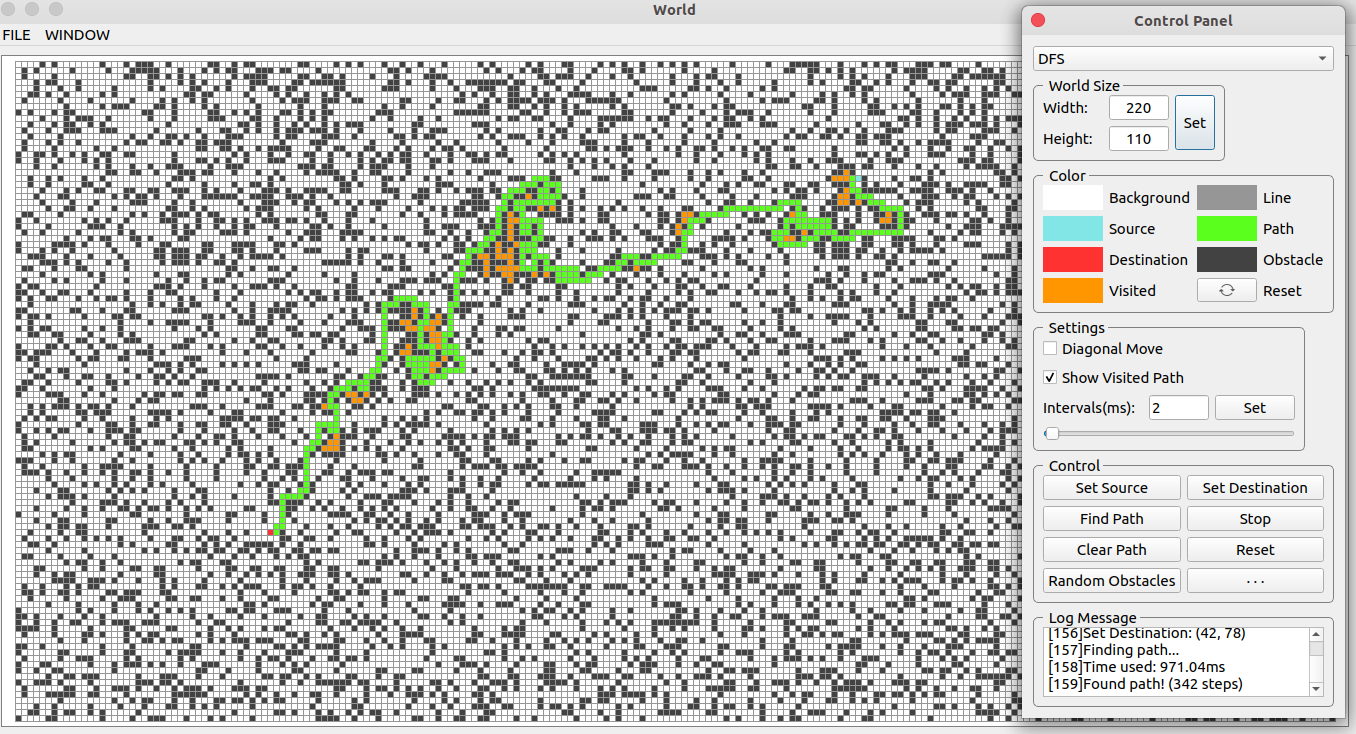 World
FILE WINDOW
Control Panel
DFS
World Size
Width: 220
Set
Height: 110
Color
Background Line
Source Path
Destination Obstacle
Visited Reset
Settings
Diagonal Move
Show Visited Path
Intervals(ms): 2 Set
Control
Set Source Set Destination
Find Path Stop
Clear Path Reset
Random Obstacles ...
Log Message
[156]Set Destination: (42, 78)
[157]Finding path...
[158]Time used: 971.04ms
[159]Found path! (342 steps)